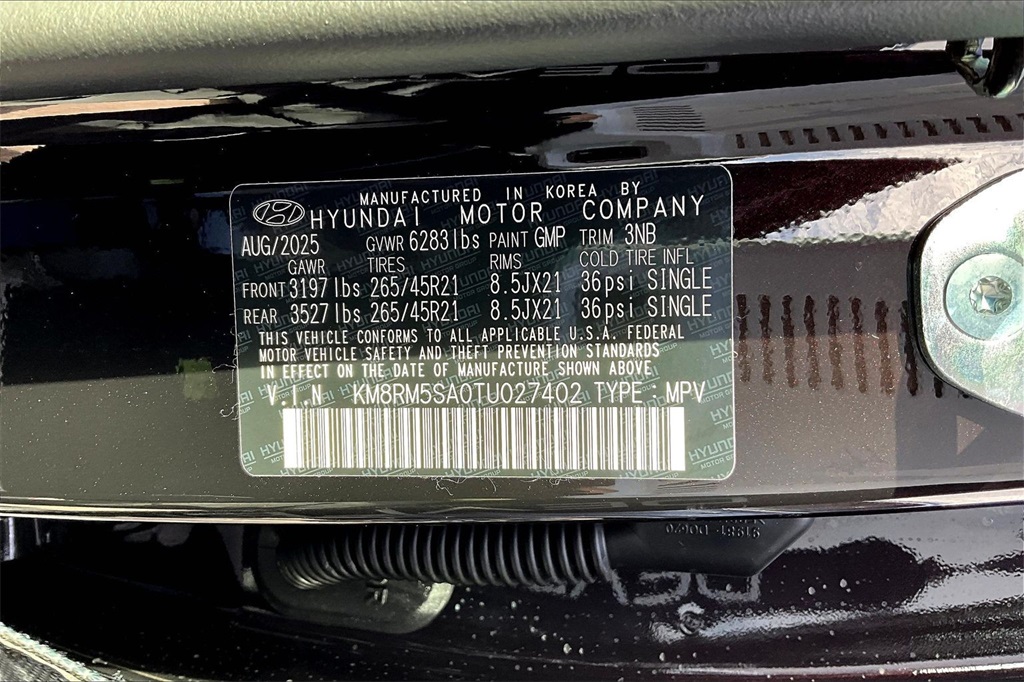 MANUFACTURED IN KOREA BY
HYUNDAI MOTOR COMPANY
AUG/2025 GVWR 6283lbs PAINT GMP TRIM 3NB
GAWR TIRES RIMS COLD TIRE INFL
FRONT 3197lbs 265/45R21 8.5JX21 36psi SINGLE
REAR 3527lbs 265/45R21 8.5JX21 36psi SINGLE
THIS VEHICLE CONFORMS TO ALL APPLICABLE U.S.A. FEDERAL
MOTOR VEHICLE SAFETY AND THEFT PREVENTION STANDARDS
IN EFFECT ON THE DATE OF MANUFACTURE SHOWN ABOVE.
V.I.N KM8RM5SA0TU027402 TYPE : MPV